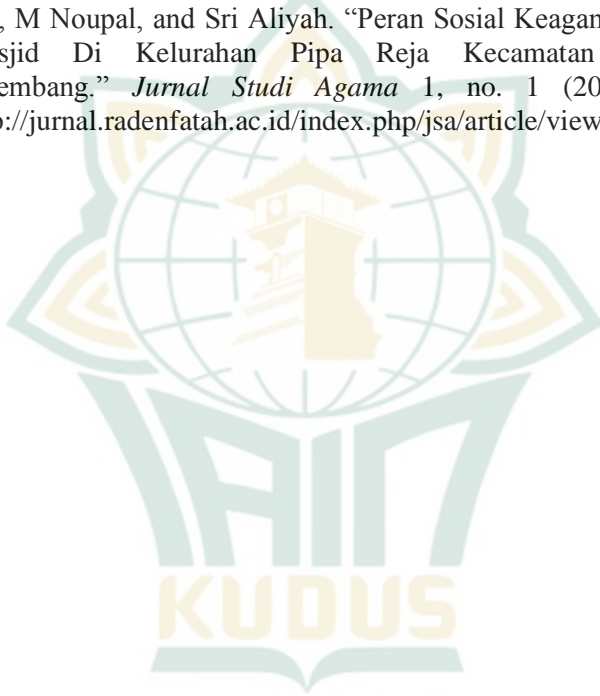 , M Noupal, and Sri Aliyah. “Peran Sosial Keagan
sjid Di Kelurahan Pipa Reja Kecamatan
embang.” Jurnal Studi Agama 1, no. 1 (20
p://jurnal.radenfatah.ac.id/index.php/jsa/article/view
IAIN
KUDUS